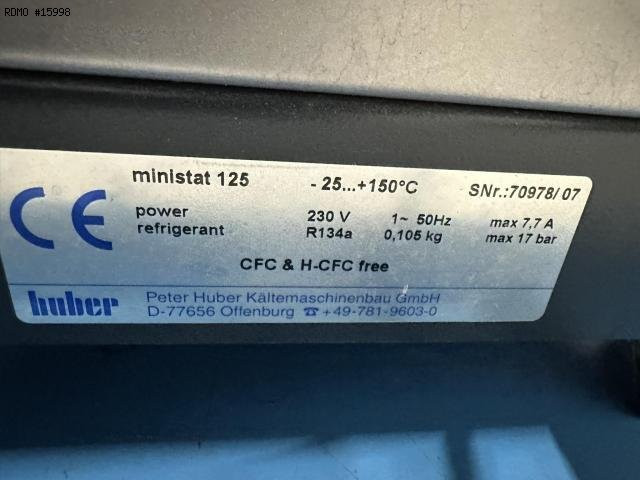 RDMO #15998
ministat 125 - 25...+150°C SNr.:70978/ 07
power 230 V 1~ 50Hz max 7,7 A
refrigerant R134a 0,105 kg max 17 bar
CFC & H-CFC free
CE
huber
Peter Huber Kältemaschinenbau GmbH
D-77656 Offenburg ☎ +49-781-9603-0